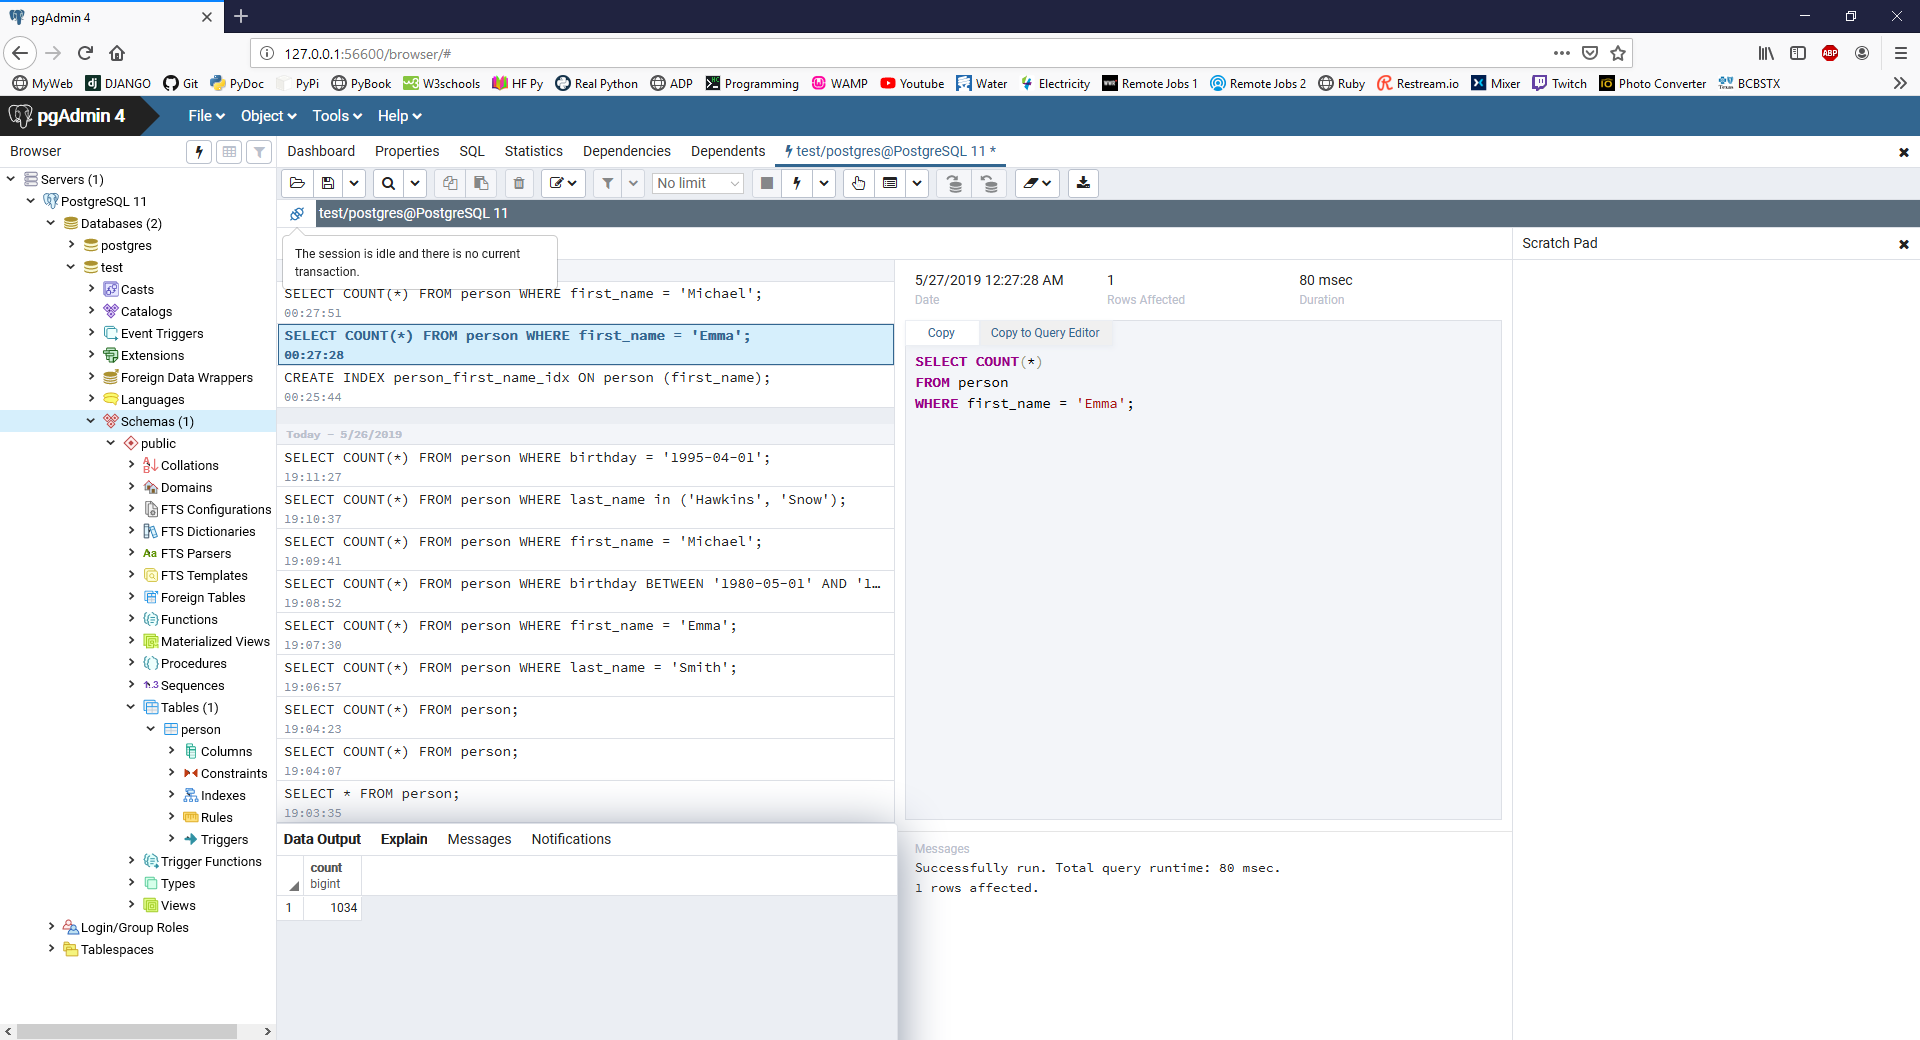 pgAdmin 4
127.0.0.1:56600/browser/#
MyWeb DJANGO Git PyDoc PyPi PyBook W3schools HF Py Real Python ADP Programming WAMP Youtube Water Electricity Remote Jobs 1 Remote Jobs 2 Ruby Restream.io Mixer Twitch Photo Converter BCBSTX
pgAdmin 4 File Object Tools Help
Browser
Dashboard Properties SQL Statistics Dependencies Dependents test/postgres@PostgreSQL 11 *
No limit
test/postgres@PostgreSQL 11
The session is idle and there is no current
transaction.
Servers (1)
PostgreSQL 11
Databases (2)
postgres
test
Casts
Catalogs
Event Triggers
Extensions
Foreign Data Wrappers
Languages
Schemas (1)
public
Collations
Domains
FTS Configurations
FTS Dictionaries
Aa FTS Parsers
FTS Templates
Foreign Tables
Functions
Materialized Views
Procedures
1..3 Sequences
Tables (1)
person
Columns
Constraints
Indexes
Rules
Triggers
Trigger Functions
Types
Views
Login/Group Roles
Tablespaces
SELECT COUNT(*) FROM person WHERE first_name = 'Michael';
00:27:51
SELECT COUNT(*) FROM person WHERE first_name = 'Emma';
00:27:28
CREATE INDEX person_first_name_idx ON person (first_name);
00:25:44
Today - 5/26/2019
SELECT COUNT(*) FROM person WHERE birthday = '1995-04-01';
19:11:27
SELECT COUNT(*) FROM person WHERE last_name in ('Hawkins', 'Snow');
19:10:37
SELECT COUNT(*) FROM person WHERE first_name = 'Michael';
19:09:41
SELECT COUNT(*) FROM person WHERE birthday BETWEEN '1980-05-01' AND '1...
19:08:52
SELECT COUNT(*) FROM person WHERE first_name = 'Emma';
19:07:30
SELECT COUNT(*) FROM person WHERE last_name = 'Smith';
19:06:57
SELECT COUNT(*) FROM person;
19:04:23
SELECT COUNT(*) FROM person;
19:04:07
SELECT * FROM person;
19:03:35
5/27/2019 12:27:28 AM 1 80 msec
Date Rows Affected Duration
Copy Copy to Query Editor
SELECT COUNT(*)
FROM person
WHERE first_name = 'Emma';
Messages
Successfully run. Total query runtime: 80 msec.
1 rows affected.
Scratch Pad
Data Output Explain Messages Notifications
count
bigint
1 1034